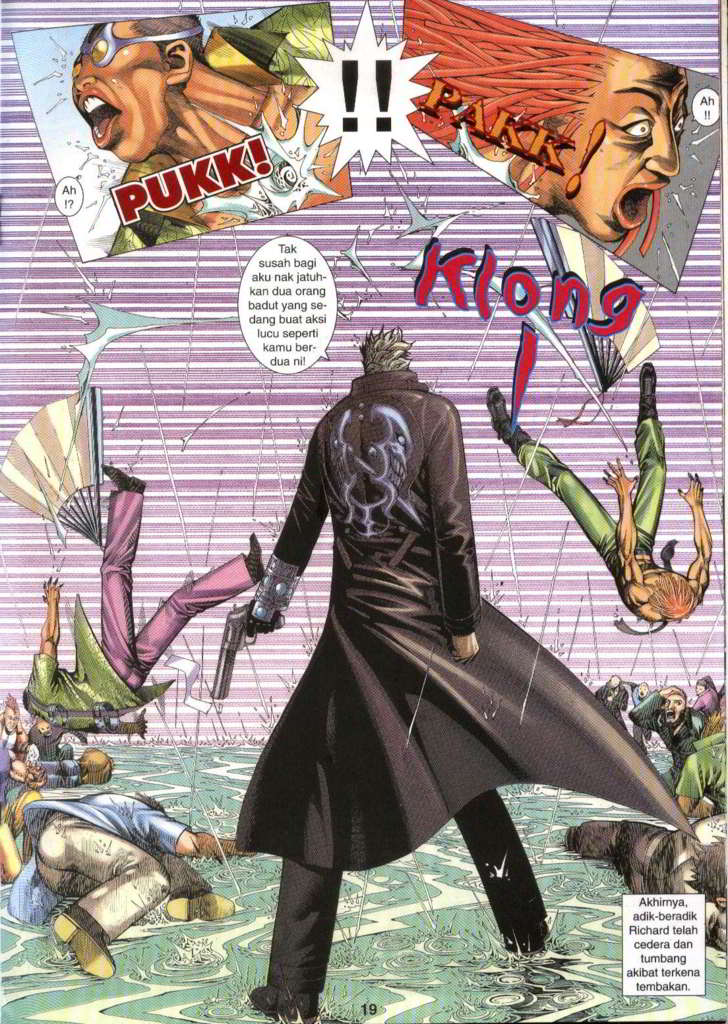 !!
Ah
!?
PUKK!
PAKK!
Ah
!!
Tak
susah bagi
aku nak jatuh-
kan dua orang
badut yang se-
dang buat aksi
lucu seperti
kamu ber-
dua ni!
Klong!
Akhirnya,
adik-beradik
Richard telah
cedera dan
tumbang
akibat terkena
tembakan.
19